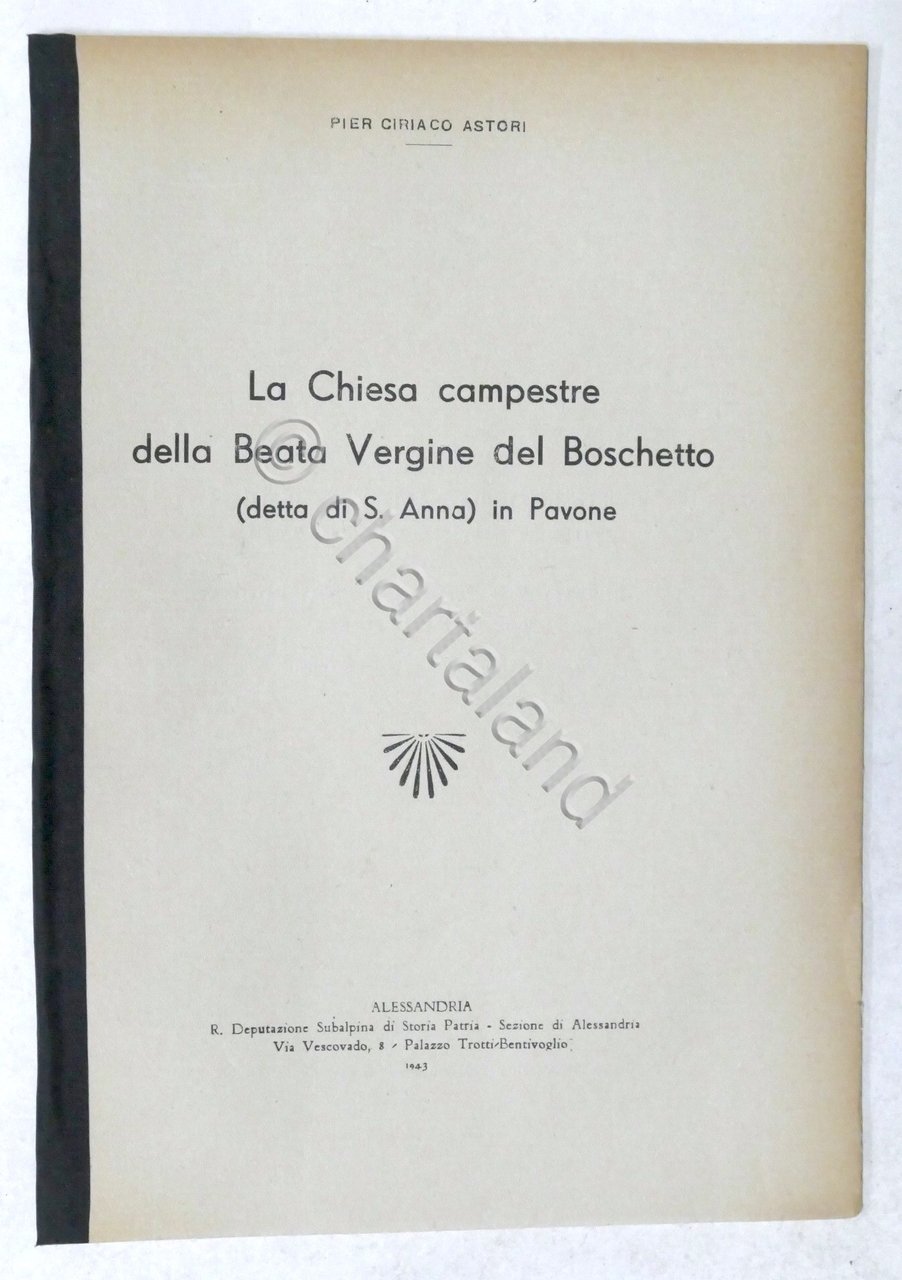 PIER CIRIACO ASTORI
La Chiesa campestre
della Beata Vergine del Boschetto
(detta di S. Anna) in Pavone
© chartaland
ALESSANDRIA
R. Deputazione Subalpina di Storia Patria - Sezione di Alessandria
Via Vescovado, 8 - Palazzo Trotti-Bentivoglio
1943